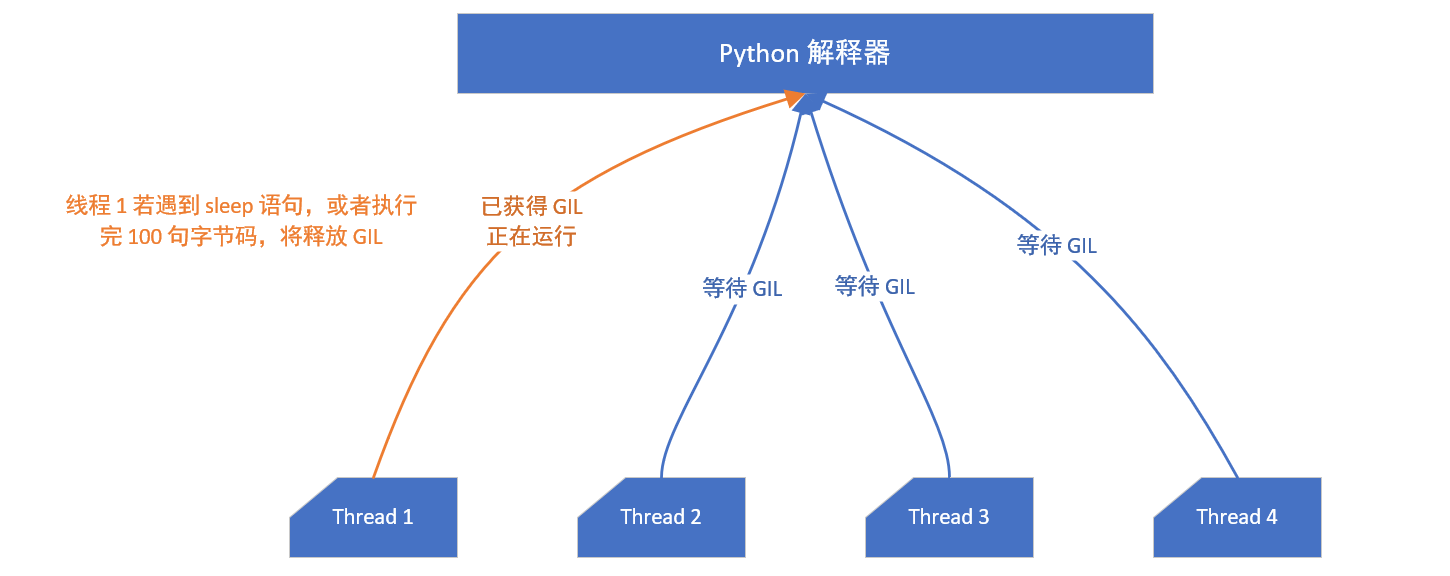 Python 解释器
线程 1 若遇到 sleep 语句，或者执行
完 100 句字节码，将释放 GIL
已获得 GIL
正在运行
等待 GIL
等待 GIL
等待 GIL
Thread 1
Thread 2
Thread 3
Thread 4